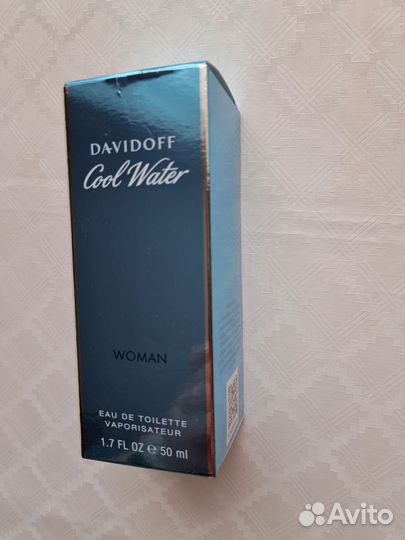 DAVIDOFF
Cool Water
WOMAN
EAU DE TOILETTE
VAPORISATEUR
1.7 FL OZ ℮ 50 ml
Avito